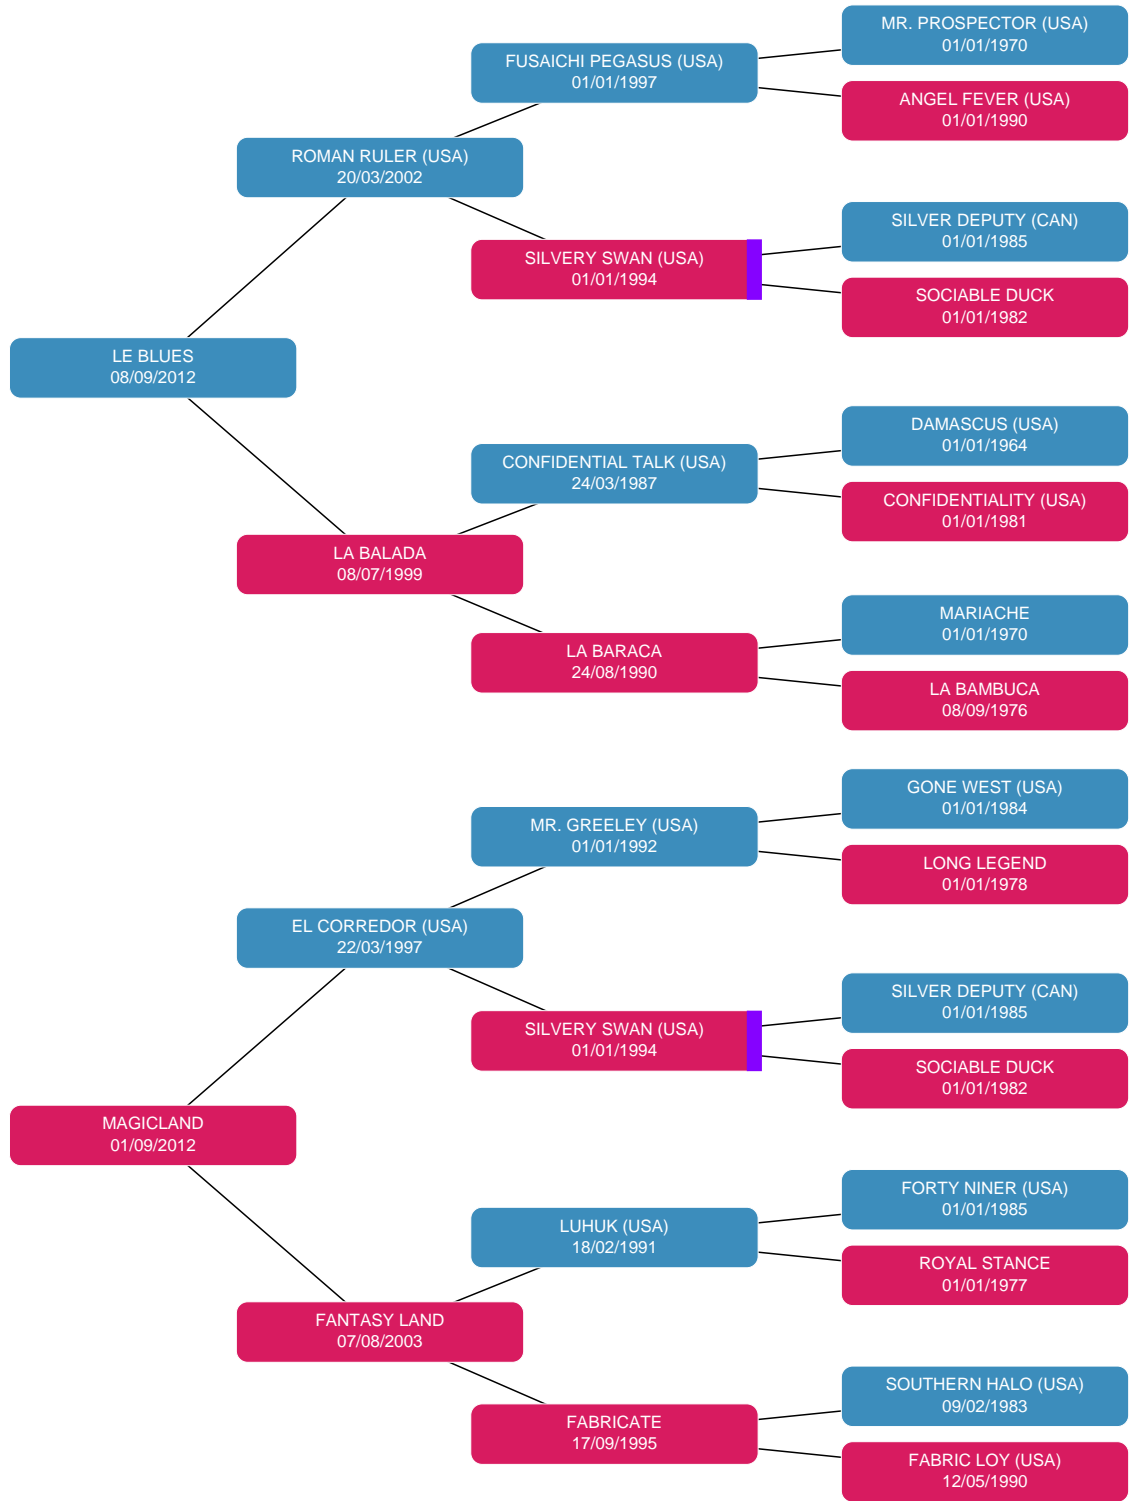 MR. PROSPECTOR (USA)
01/01/1970
FUSAICHI PEGASUS (USA)
01/01/1997
ANGEL FEVER (USA)
01/01/1990
ROMAN RULER (USA)
20/03/2002
SILVER DEPUTY (CAN)
01/01/1985
SILVERY SWAN (USA)
01/01/1994
SOCIABLE DUCK
01/01/1982
LE BLUES
08/09/2012
DAMASCUS (USA)
01/01/1964
CONFIDENTIAL TALK (USA)
24/03/1987
CONFIDENTIALITY (USA)
01/01/1981
LA BALADA
08/07/1999
MARIACHE
01/01/1970
LA BARACA
24/08/1990
LA BAMBUCA
08/09/1976
GONE WEST (USA)
01/01/1984
MR. GREELEY (USA)
01/01/1992
LONG LEGEND
01/01/1978
EL CORREDOR (USA)
22/03/1997
SILVER DEPUTY (CAN)
01/01/1985
SILVERY SWAN (USA)
01/01/1994
SOCIABLE DUCK
01/01/1982
MAGICLAND
01/09/2012
FORTY NINER (USA)
01/01/1985
LUHUK (USA)
18/02/1991
ROYAL STANCE
01/01/1977
FANTASY LAND
07/08/2003
SOUTHERN HALO (USA)
09/02/1983
FABRICATE
17/09/1995
FABRIC LOY (USA)
12/05/1990